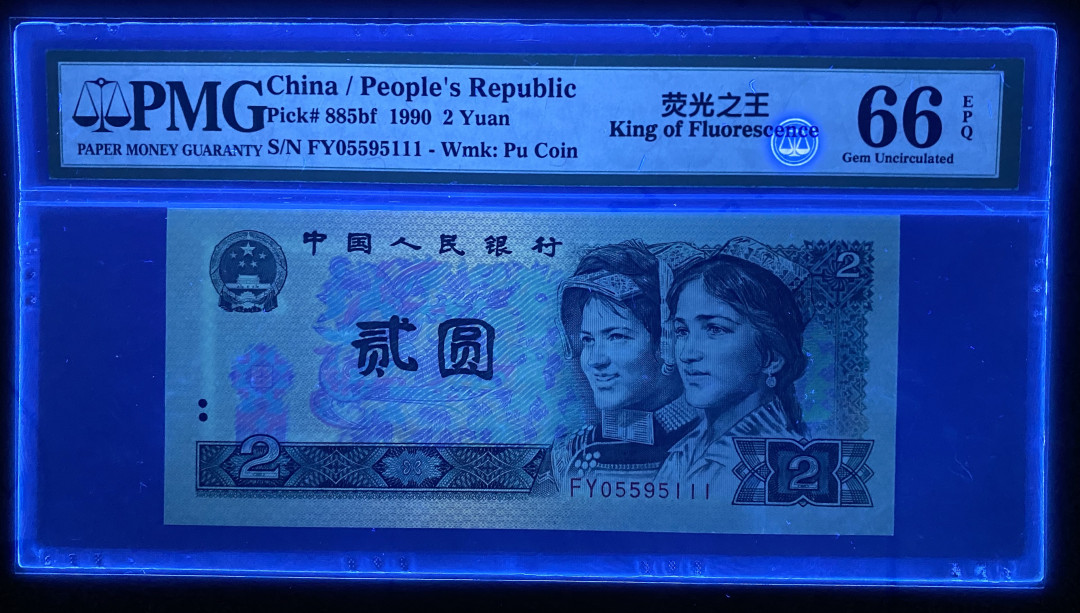 PMG
PAPER MONEY GUARANTY
China / People's Republic
Pick# 885bf 1990 2 Yuan
S/N FY05595111 - Wmk: Pu Coin
荧光之王
King of Fluorescence
66
EPQ
Gem Uncirculated
中国人民银行
2
贰圆
2
FY05595111
2